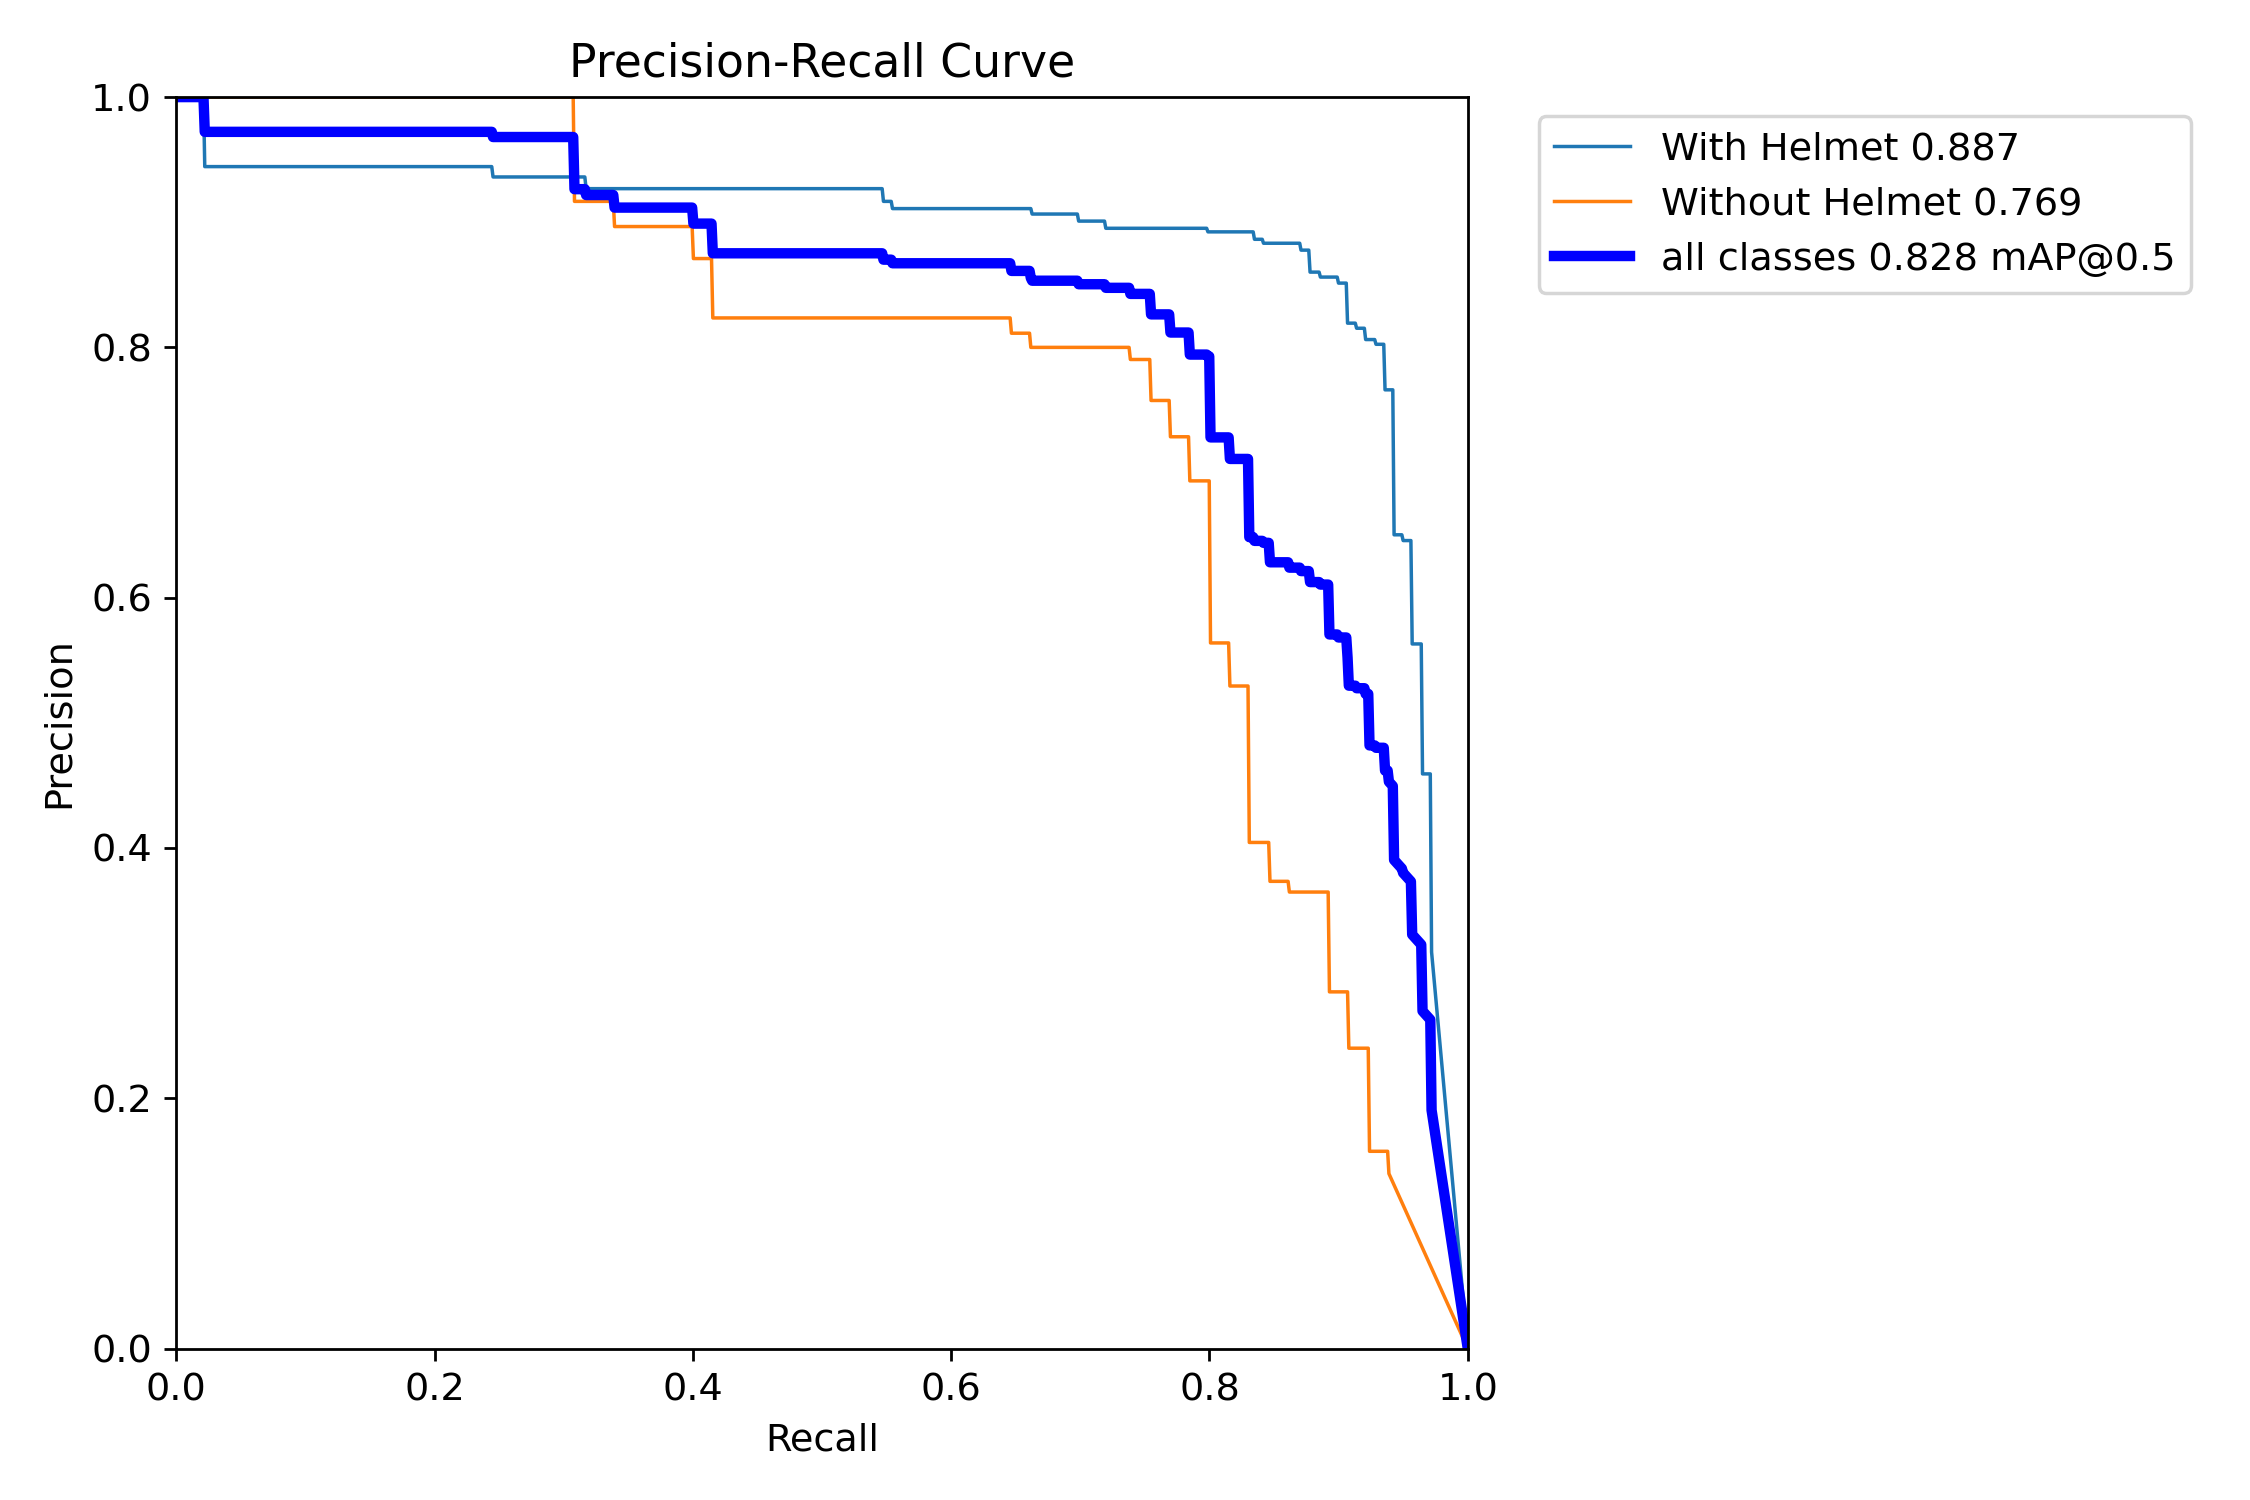 Precision-Recall Curve
With Helmet 0.887
Without Helmet 0.769
all classes 0.828 mAP@0.5
Precision
1.0
0.8
0.6
0.4
0.2
0.0
0.0 0.2 0.4 0.6 0.8 1.0
Recall